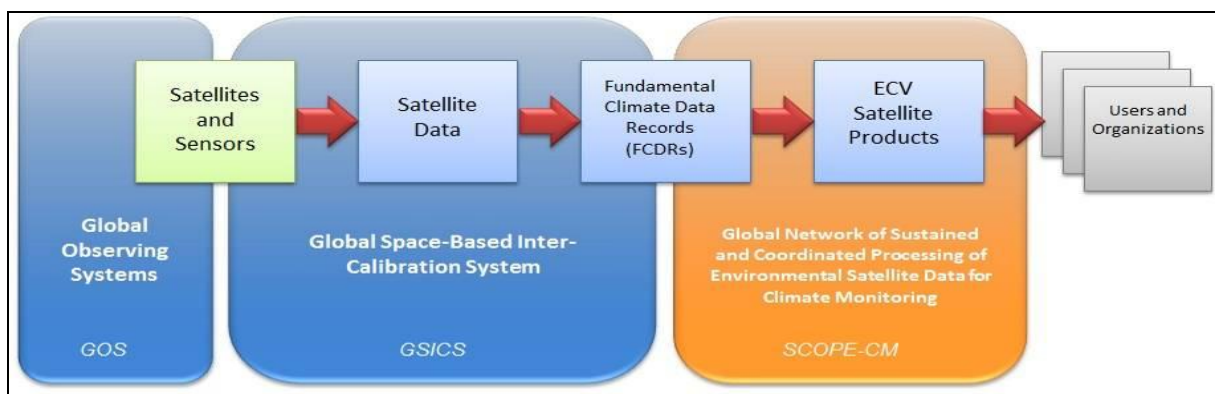 Satellites
and
Sensors
Satellite
Data
Fundamental
Climate Data
Records
(FCDRs)
ECV
Satellite
Products
Users and
Organizations
Global
Observing
Systems
Global Space-Based Inter-
Calibration System
Global Network of Sustained
and Coordinated Processing of
Environmental Satellite Data for
Climate Monitoring
GOS
GSICS
SCOPE-CM